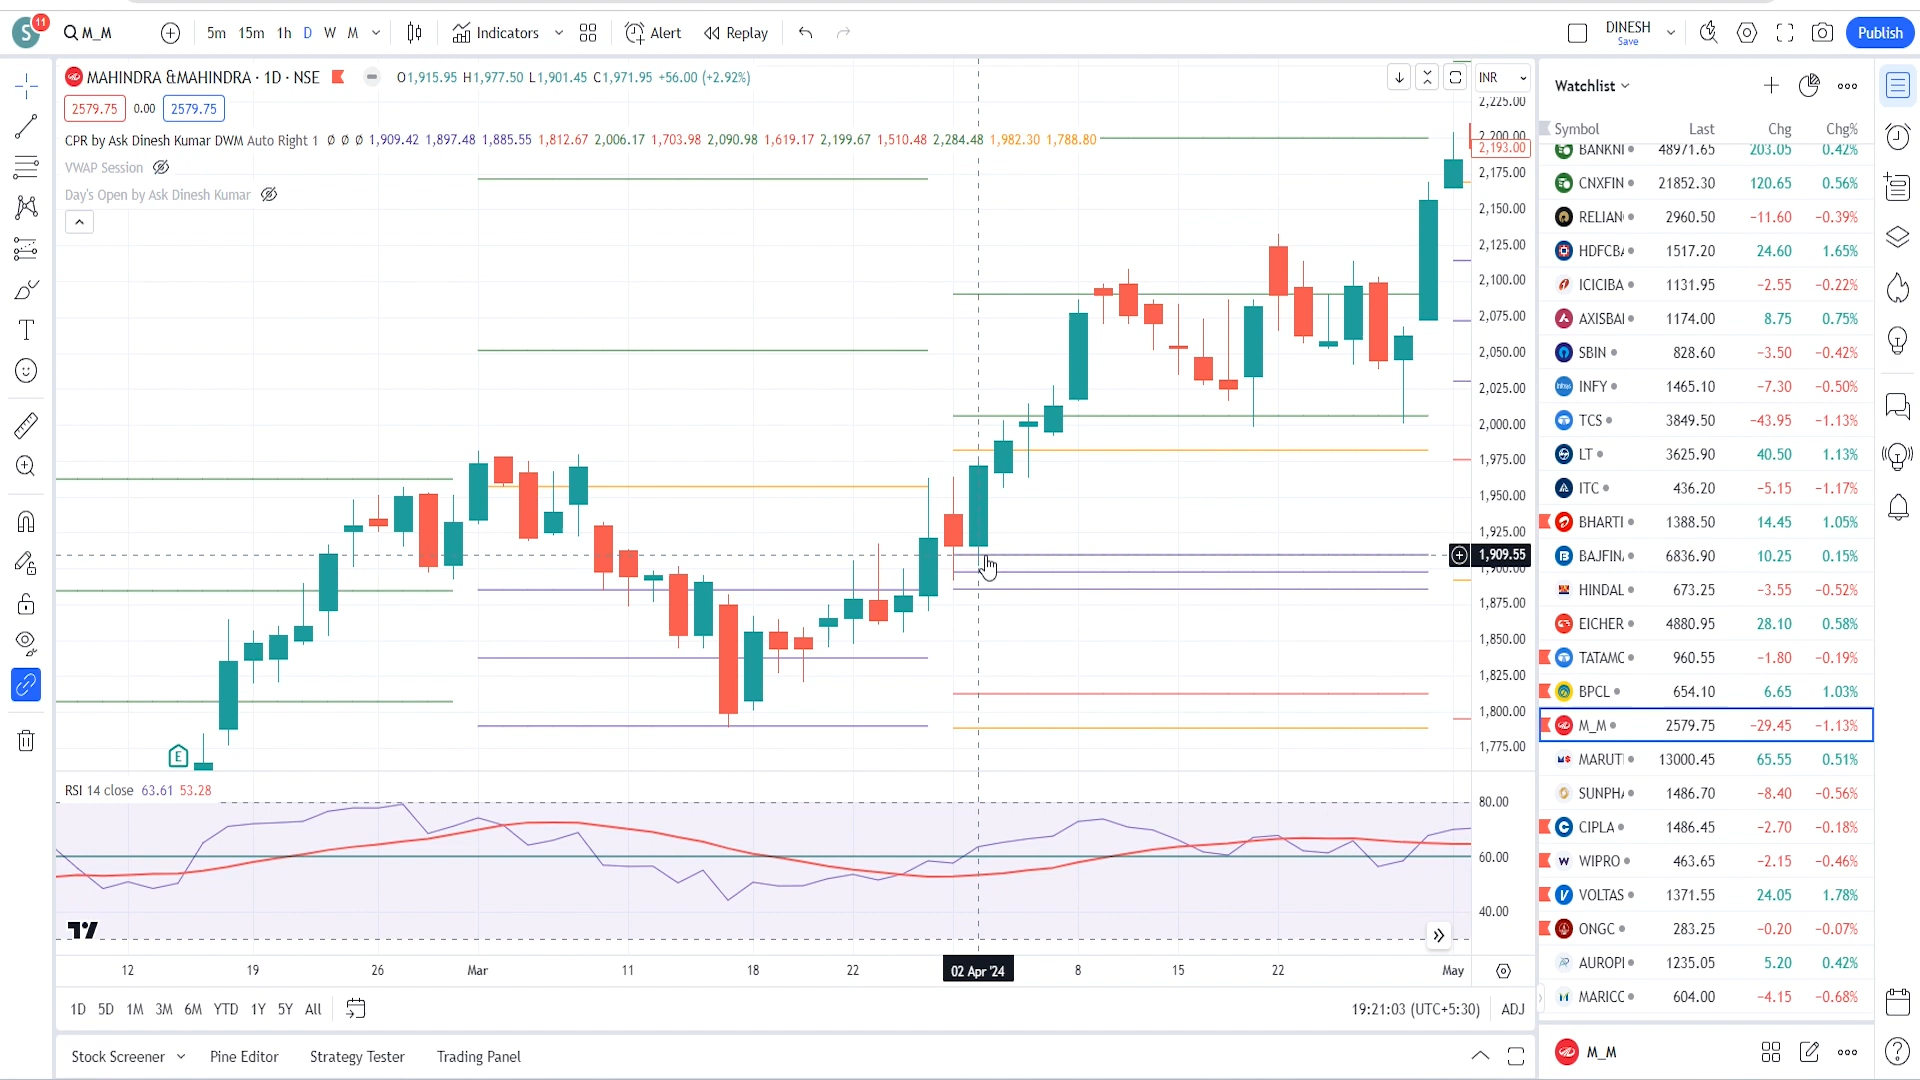 S 11 M_M 5m 15m 1h D W M Indicators Alert Replay DINESH Save Publish
MAHINDRA &MAHINDRA · 1D · NSE O1,915.95 H1,977.50 L1,901.45 C1,971.95 +56.00 (+2.92%) INR
2579.75 0.00 2579.75
CPR by Ask Dinesh Kumar DWM Auto Right 1 Ø Ø Ø 1,909.42 1,897.48 1,885.55 1,812.67 2,006.17 1,703.98 2,090.98 1,619.17 2,199.67 1,510.48 2,284.48 1,982.30 1,788.80
VWAP Session
Day's Open by Ask Dinesh Kumar
2,225.00
2,200.00
2,193.00
2,175.00
2,150.00
2,125.00
2,100.00
2,075.00
2,050.00
2,025.00
2,000.00
1,975.00
1,950.00
1,925.00
1,909.55
1,900.00
1,875.00
1,850.00
1,825.00
1,800.00
1,775.00
E
RSI 14 close 63.61 53.28
80.00
60.00
40.00
12 19 26 Mar 11 18 22 02 Apr '24 8 15 22 May
1D 5D 1M 3M 6M YTD 1Y 5Y All 19:21:03 (UTC+5:30) ADJ
Stock Screener Pine Editor Strategy Tester Trading Panel
Watchlist
Symbol Last Chg Chg%
BANKNI 48971.65 203.05 0.42%
CNXFIN 21852.30 120.65 0.56%
RELIAN 2960.50 −11.60 −0.39%
HDFCBA 1517.20 24.60 1.65%
ICICIBA 1131.95 −2.55 −0.22%
AXISBAI 1174.00 8.75 0.75%
SBIN 828.60 −3.50 −0.42%
INFY 1465.10 −7.30 −0.50%
TCS 3849.50 −43.95 −1.13%
LT 3625.90 40.50 1.13%
ITC 436.20 −5.15 −1.17%
BHARTI 1388.50 14.45 1.05%
BAJFIN 6836.90 10.25 0.15%
HINDAL 673.25 −3.55 −0.52%
EICHER 4880.95 28.10 0.58%
TATAMC 960.55 −1.80 −0.19%
BPCL 654.10 6.65 1.03%
M_M 2579.75 −29.45 −1.13%
MARUTI 13000.45 65.55 0.51%
SUNPHA 1486.70 −8.40 −0.56%
CIPLA 1486.45 −2.70 −0.18%
WIPRO 463.65 −2.15 −0.46%
VOLTAS 1371.55 24.05 1.78%
ONGC 283.25 −0.20 −0.07%
AUROPI 1235.05 5.20 0.42%
MARICC 604.00 −4.15 −0.68%
M_M